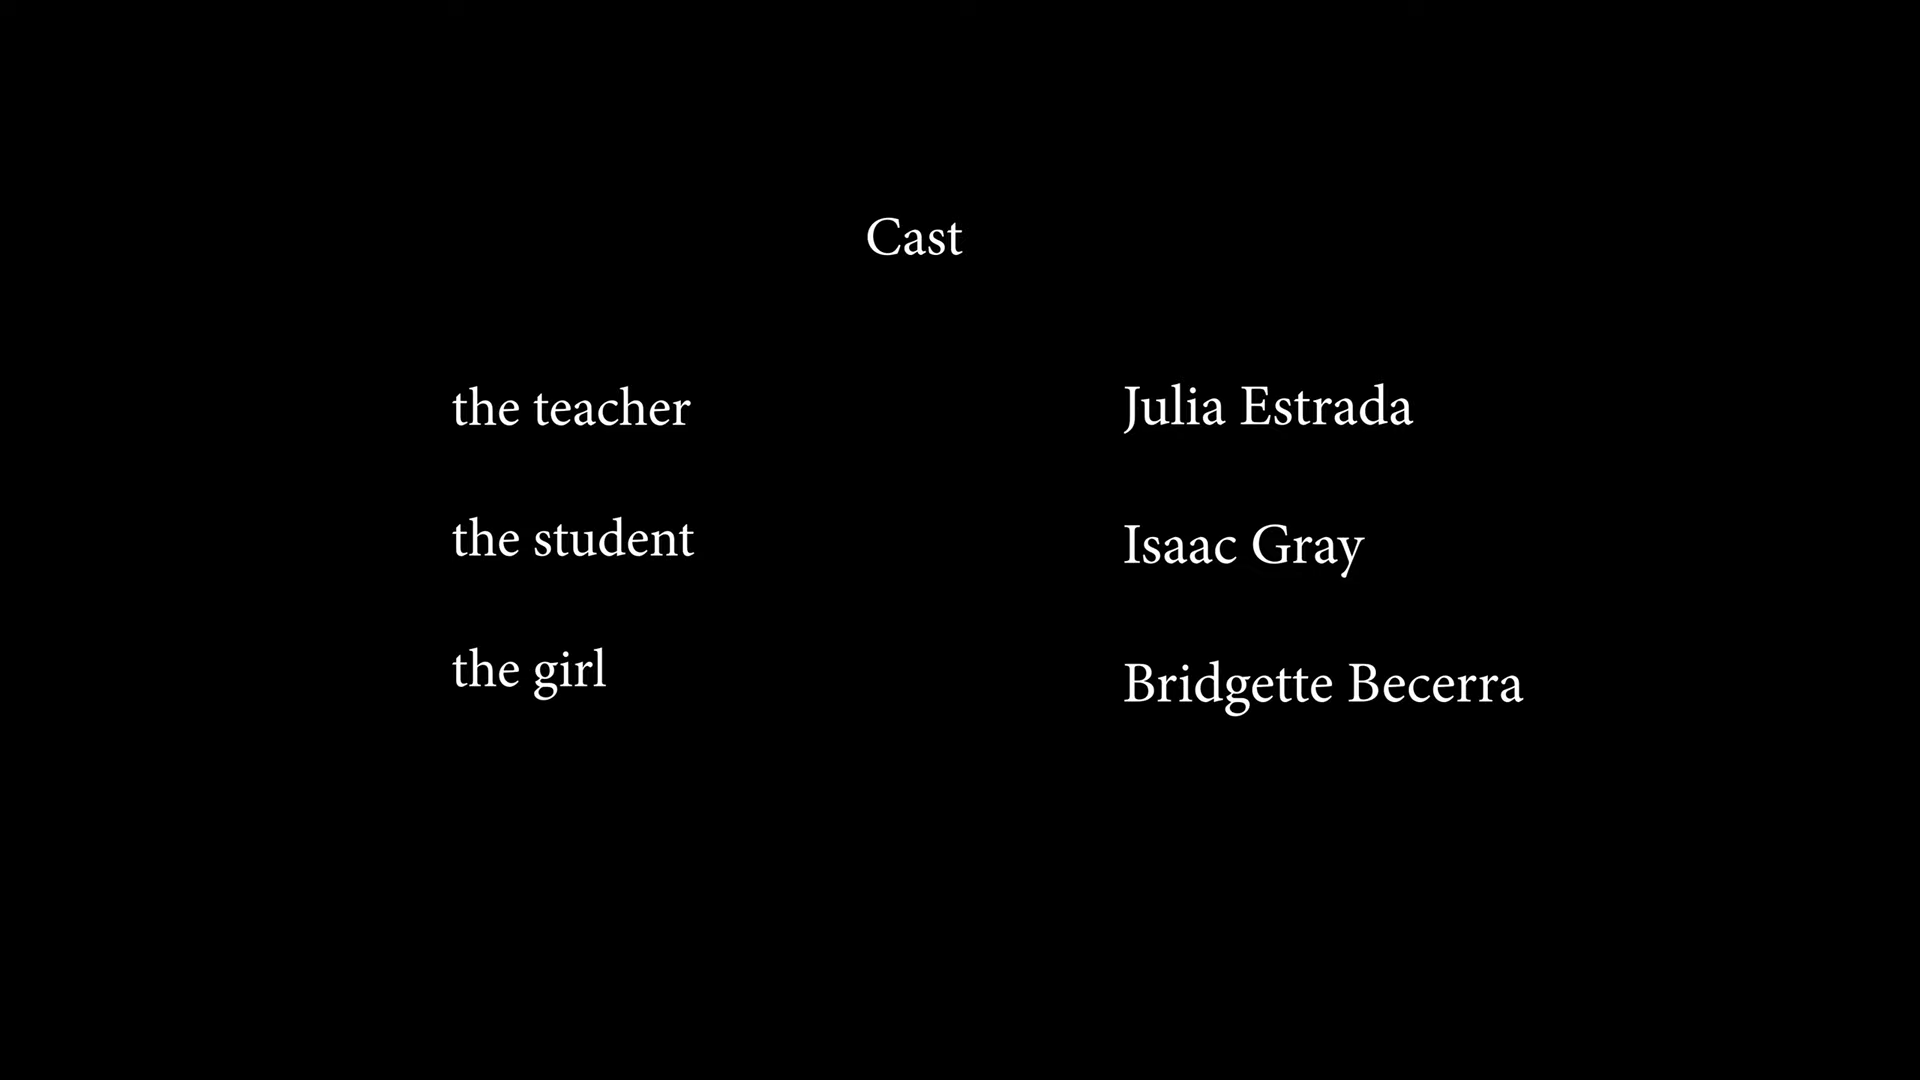 Cast
the teacher Julia Estrada
the student Isaac Gray
the girl Bridgette Becerra